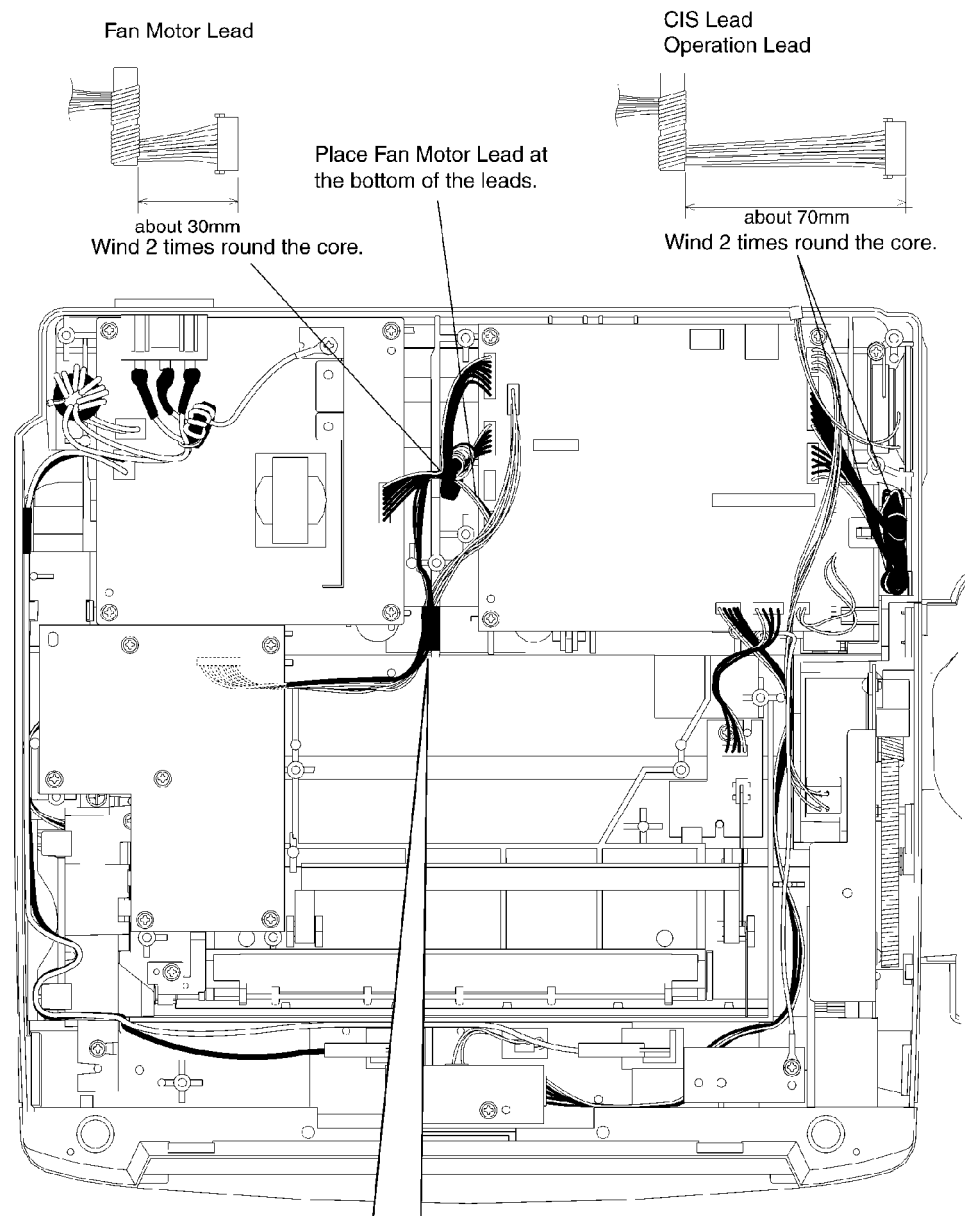 Fan Motor Lead
CIS Lead
Operation Lead
Place Fan Motor Lead at
the bottom of the leads.
about 30mm
Wind 2 times round the core.
about 70mm
Wind 2 times round the core.